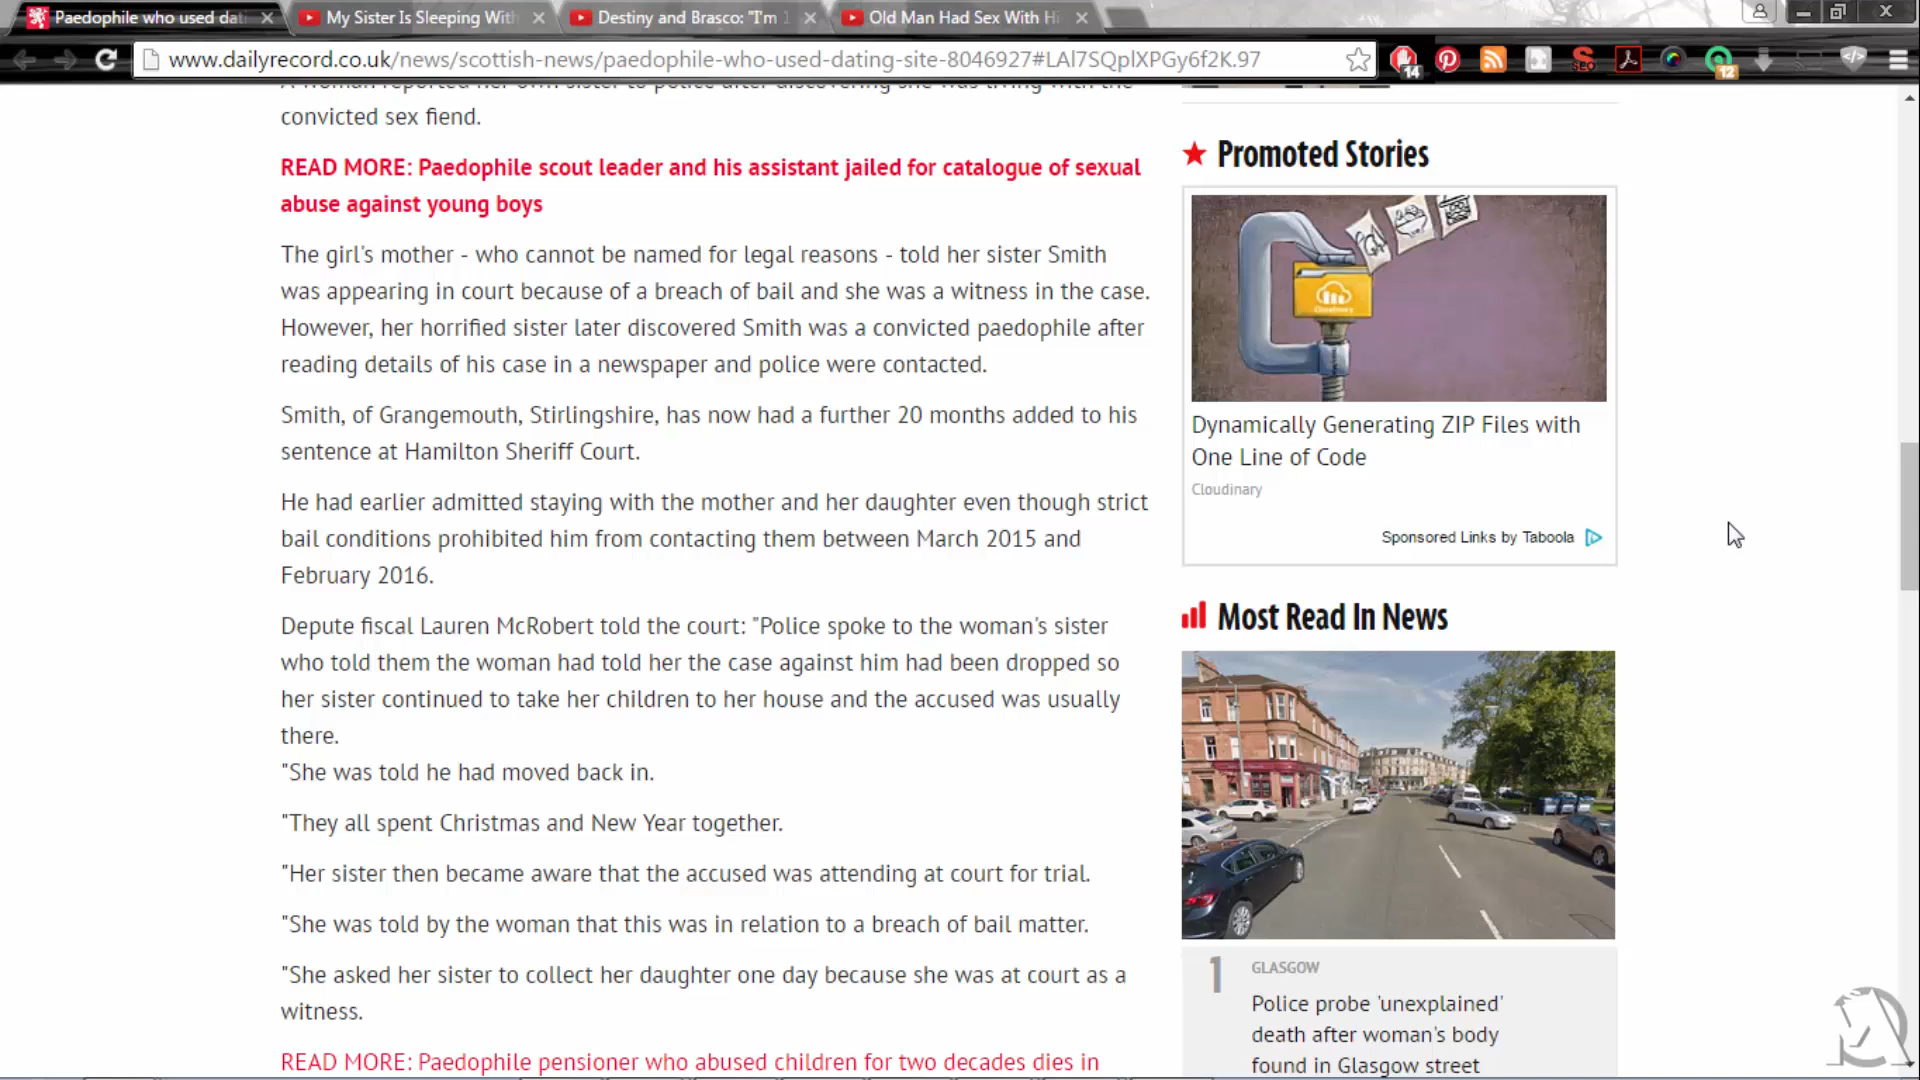 Paedophile who used dat
My Sister Is Sleeping With
Destiny and Brasco: "I'm
Old Man Had Sex With Hi
www.dailyrecord.co.uk/news/scottish-news/paedophile-who-used-dating-site-8046927#LAl7SQplXPGy6f2K.97
14
SEO
12
A woman reported her own sister to police after discovering she was living with the
convicted sex fiend.
READ MORE: Paedophile scout leader and his assistant jailed for catalogue of sexual
abuse against young boys
The girl's mother - who cannot be named for legal reasons - told her sister Smith
was appearing in court because of a breach of bail and she was a witness in the case.
However, her horrified sister later discovered Smith was a convicted paedophile after
reading details of his case in a newspaper and police were contacted.
Smith, of Grangemouth, Stirlingshire, has now had a further 20 months added to his
sentence at Hamilton Sheriff Court.
He had earlier admitted staying with the mother and her daughter even though strict
bail conditions prohibited him from contacting them between March 2015 and
February 2016.
Depute fiscal Lauren McRobert told the court: "Police spoke to the woman's sister
who told them the woman had told her the case against him had been dropped so
her sister continued to take her children to her house and the accused was usually
there.
"She was told he had moved back in.
"They all spent Christmas and New Year together.
"Her sister then became aware that the accused was attending at court for trial.
"She was told by the woman that this was in relation to a breach of bail matter.
"She asked her sister to collect her daughter one day because she was at court as a
witness.
READ MORE: Paedophile pensioner who abused children for two decades dies in
Promoted Stories
Cloudinary
Dynamically Generating ZIP Files with
One Line of Code
Cloudinary
Sponsored Links by Taboola
Most Read In News
1
GLASGOW
Police probe 'unexplained'
death after woman's body
found in Glasgow street